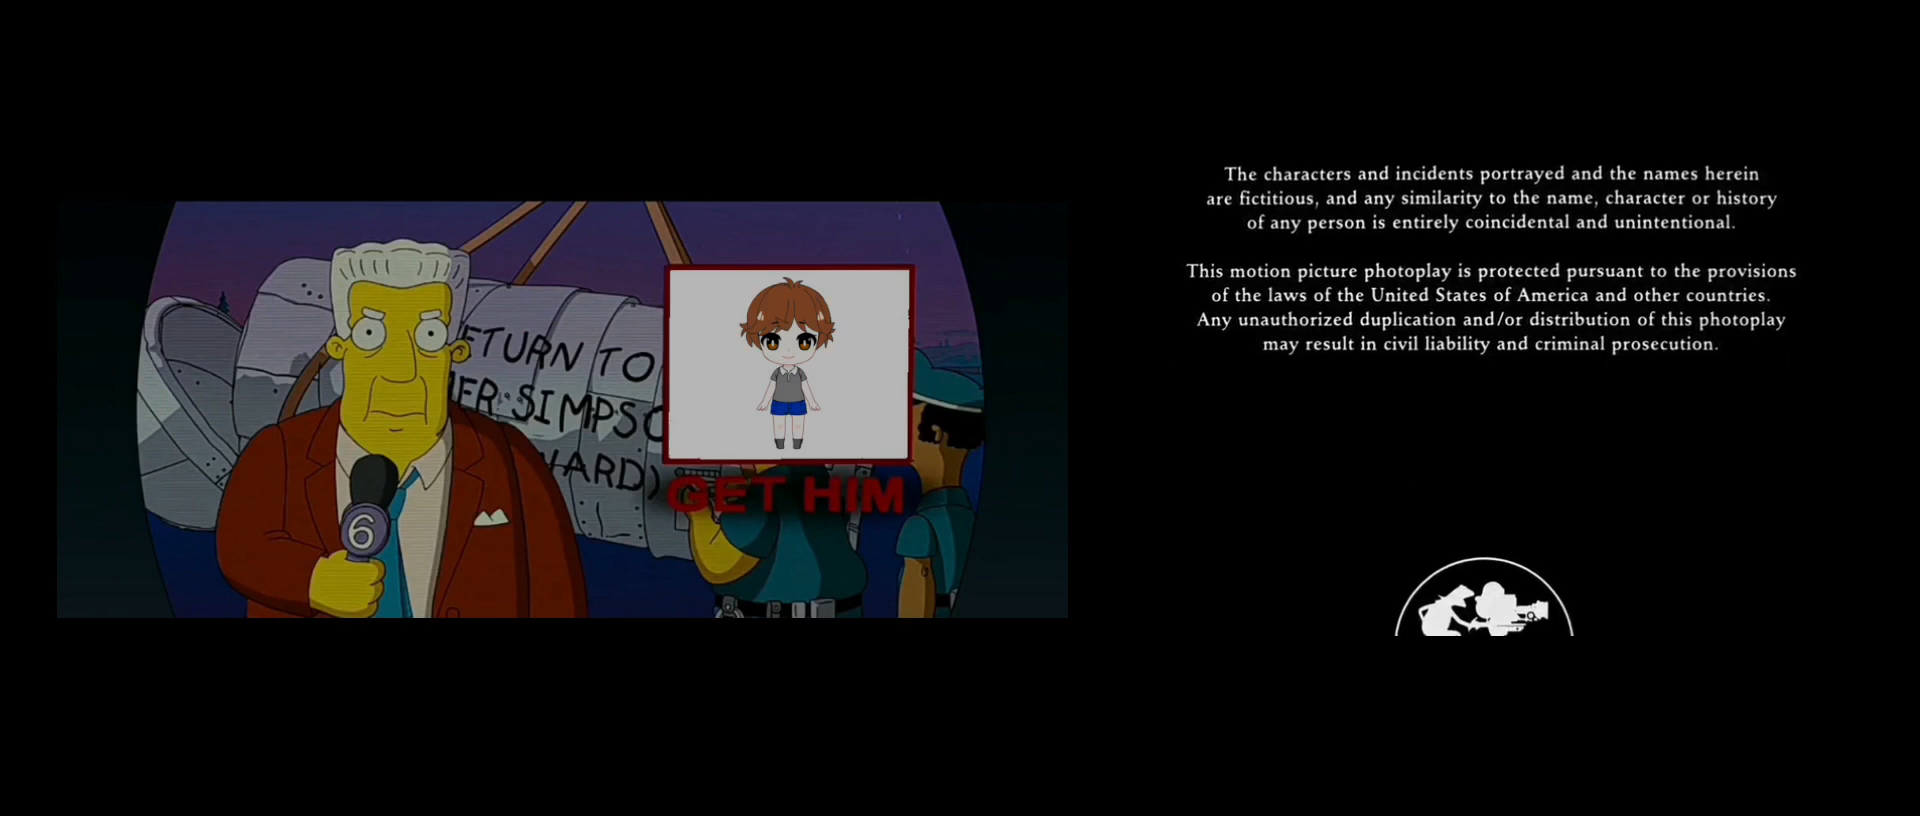 ETURN TO
ER SIMPSO
WARD)
6
GET HIM
The characters and incidents portrayed and the names herein
are fictitious, and any similarity to the name, character or history
of any person is entirely coincidental and unintentional.
This motion picture photoplay is protected pursuant to the provisions
of the laws of the United States of America and other countries.
Any unauthorized duplication and/or distribution of this photoplay
may result in civil liability and criminal prosecution.